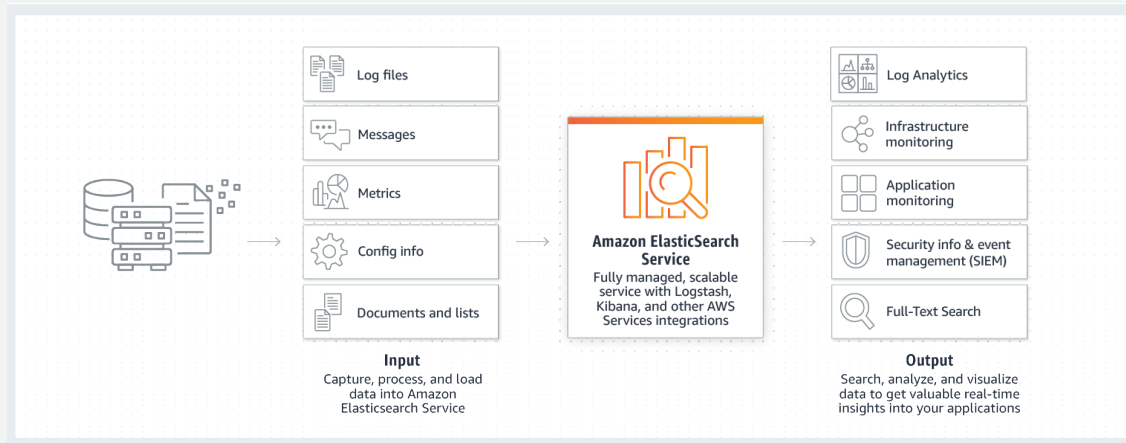 Log files
Messages
Metrics
Config info
Documents and lists
Input
Capture, process, and load
data into Amazon
Elasticsearch Service
Amazon ElasticSearch
Service
Fully managed, scalable
service with Logstash,
Kibana, and other AWS
Services integrations
Log Analytics
Infrastructure
monitoring
Application
monitoring
Security info & event
management (SIEM)
Full-Text Search
Output
Search, analyze, and visualize
data to get valuable real-time
insights into your applications